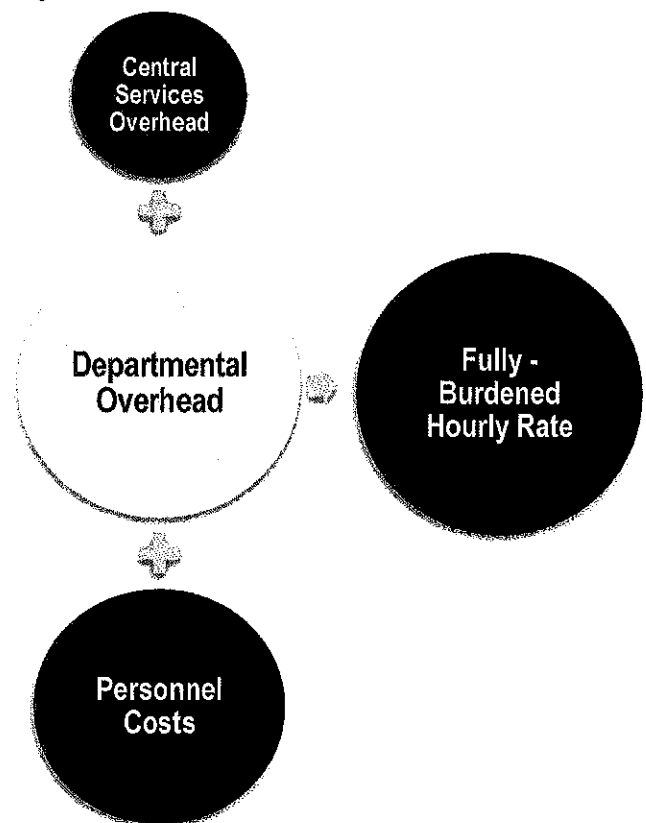 Central
Services
Overhead
Departmental
Overhead
Fully -
Burdened
Hourly Rate
Personnel
Costs